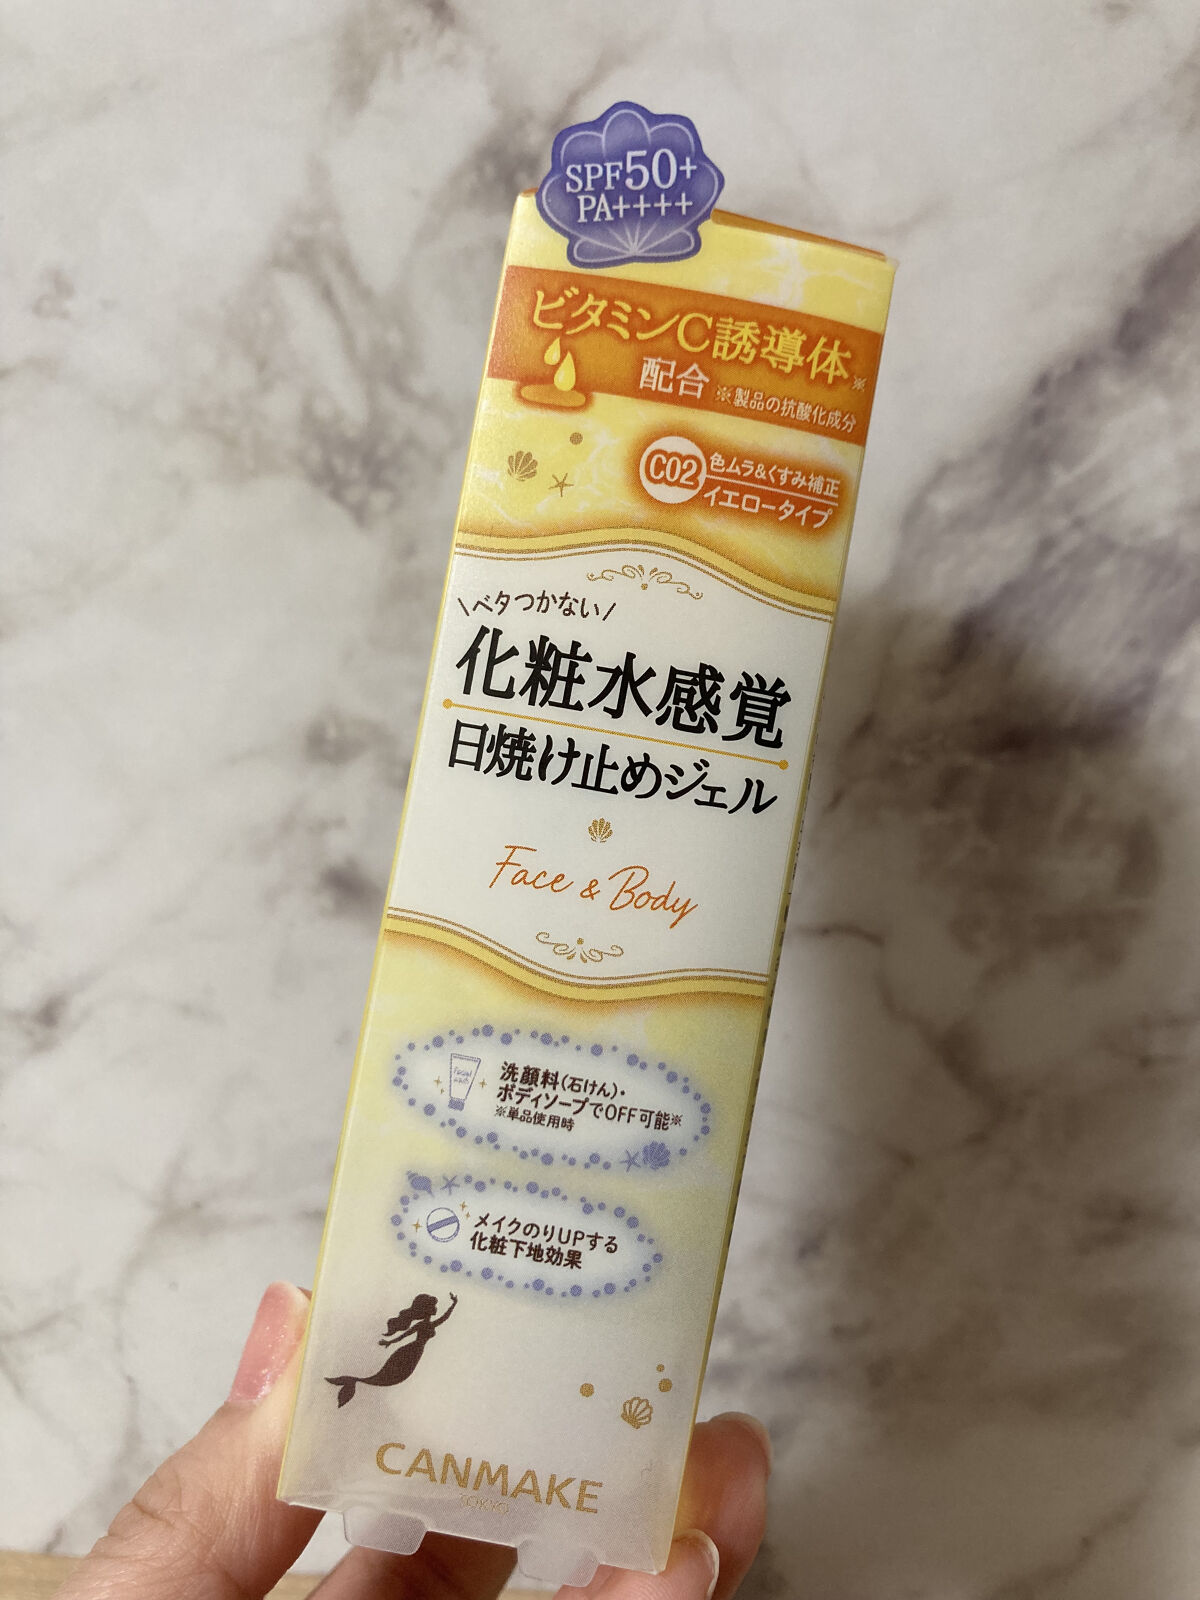 SPF50+
PA++++
ビタミンC誘導体※
配合 ※製品の抗酸化成分
C02
色ムラ&くすみ補正
イエロータイプ
\ベタつかない/
化粧水感覚
日焼け止めジェル
Face & Body
洗顔料(石けん)・
ボディソープでOFF可能※
※単品使用時
メイクのりUPする
化粧下地効果
CANMAKE
TOKYO